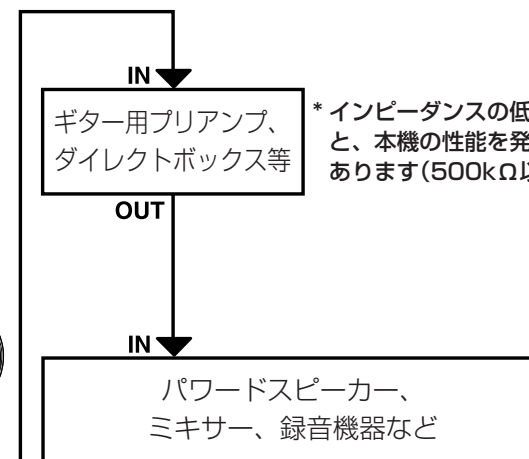 IN
ギター用プリアンプ、
ダイレクトボックス等
* インピーダンスの低
と、本機の性能を発
あります(500kΩ以
OUT
IN
パワードスピーカー、
ミキサー、録音機器など